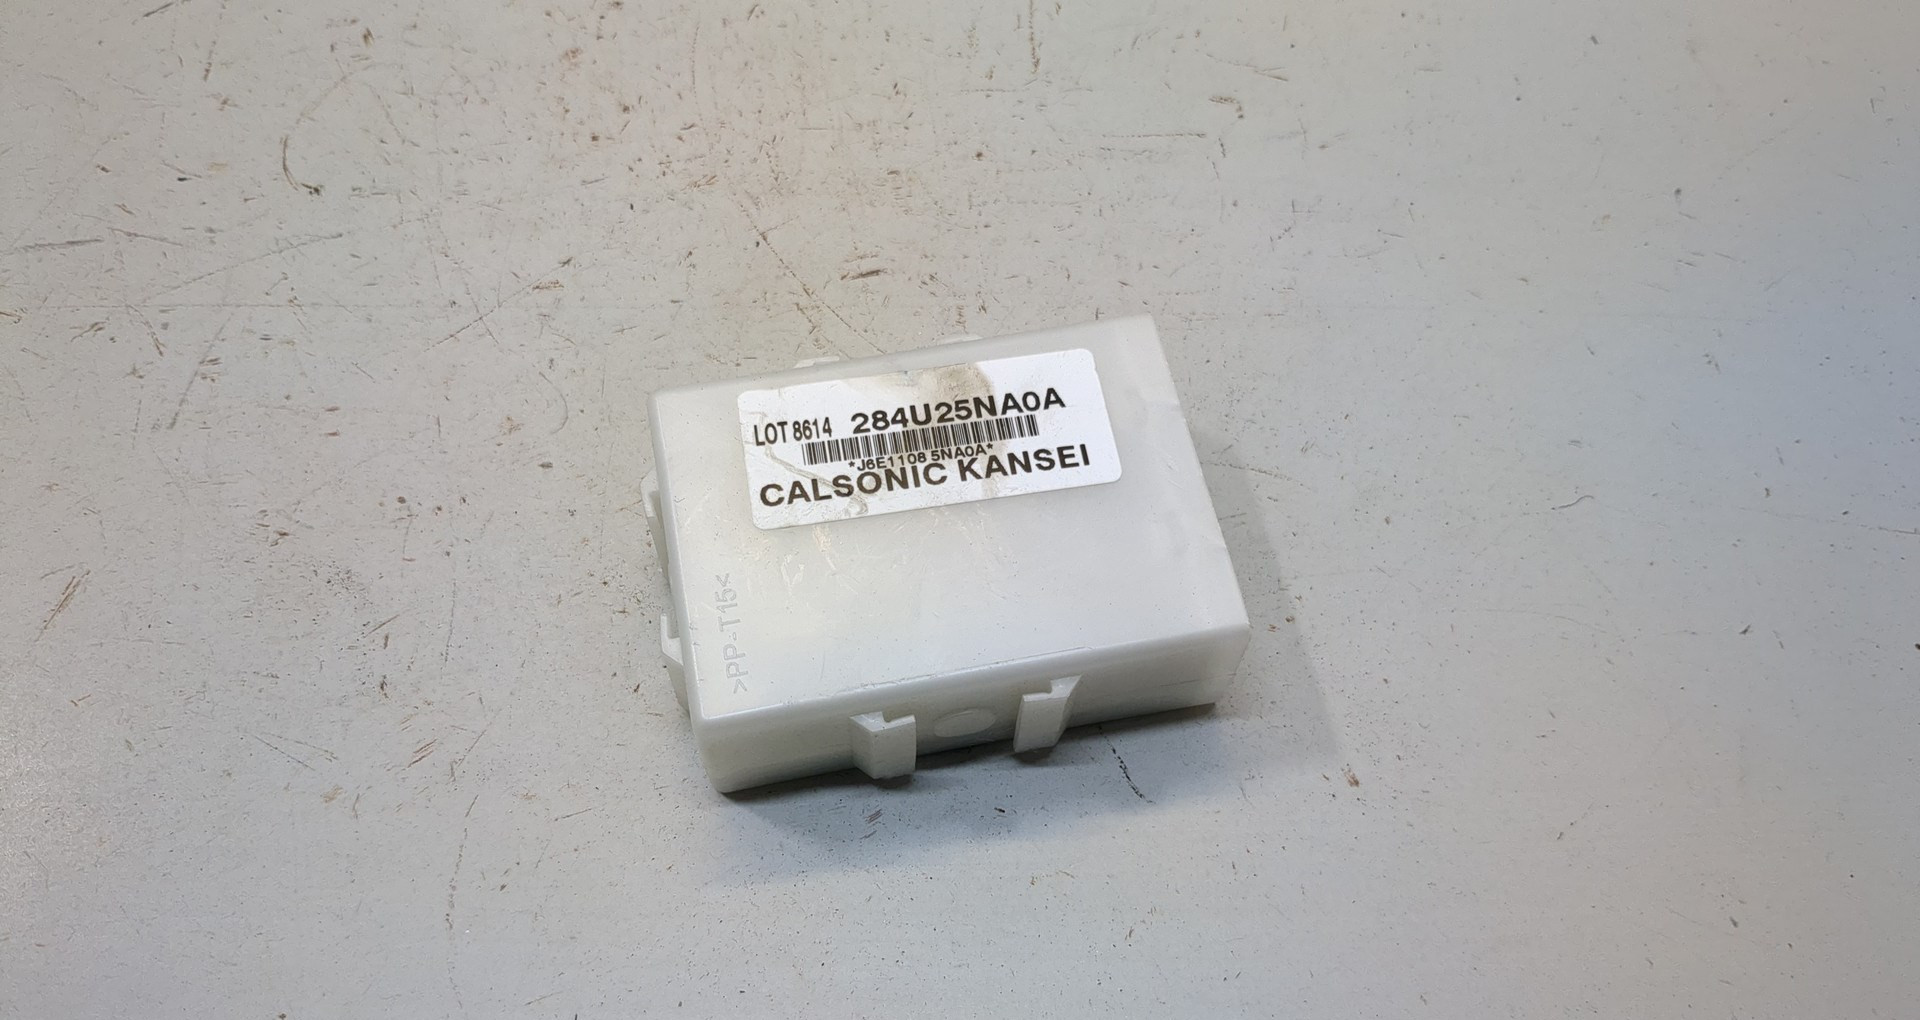 LOT 8614 284U25NA0A
*J6E1108 5NA0A*
CALSONIC KANSEI
>PP-T15<